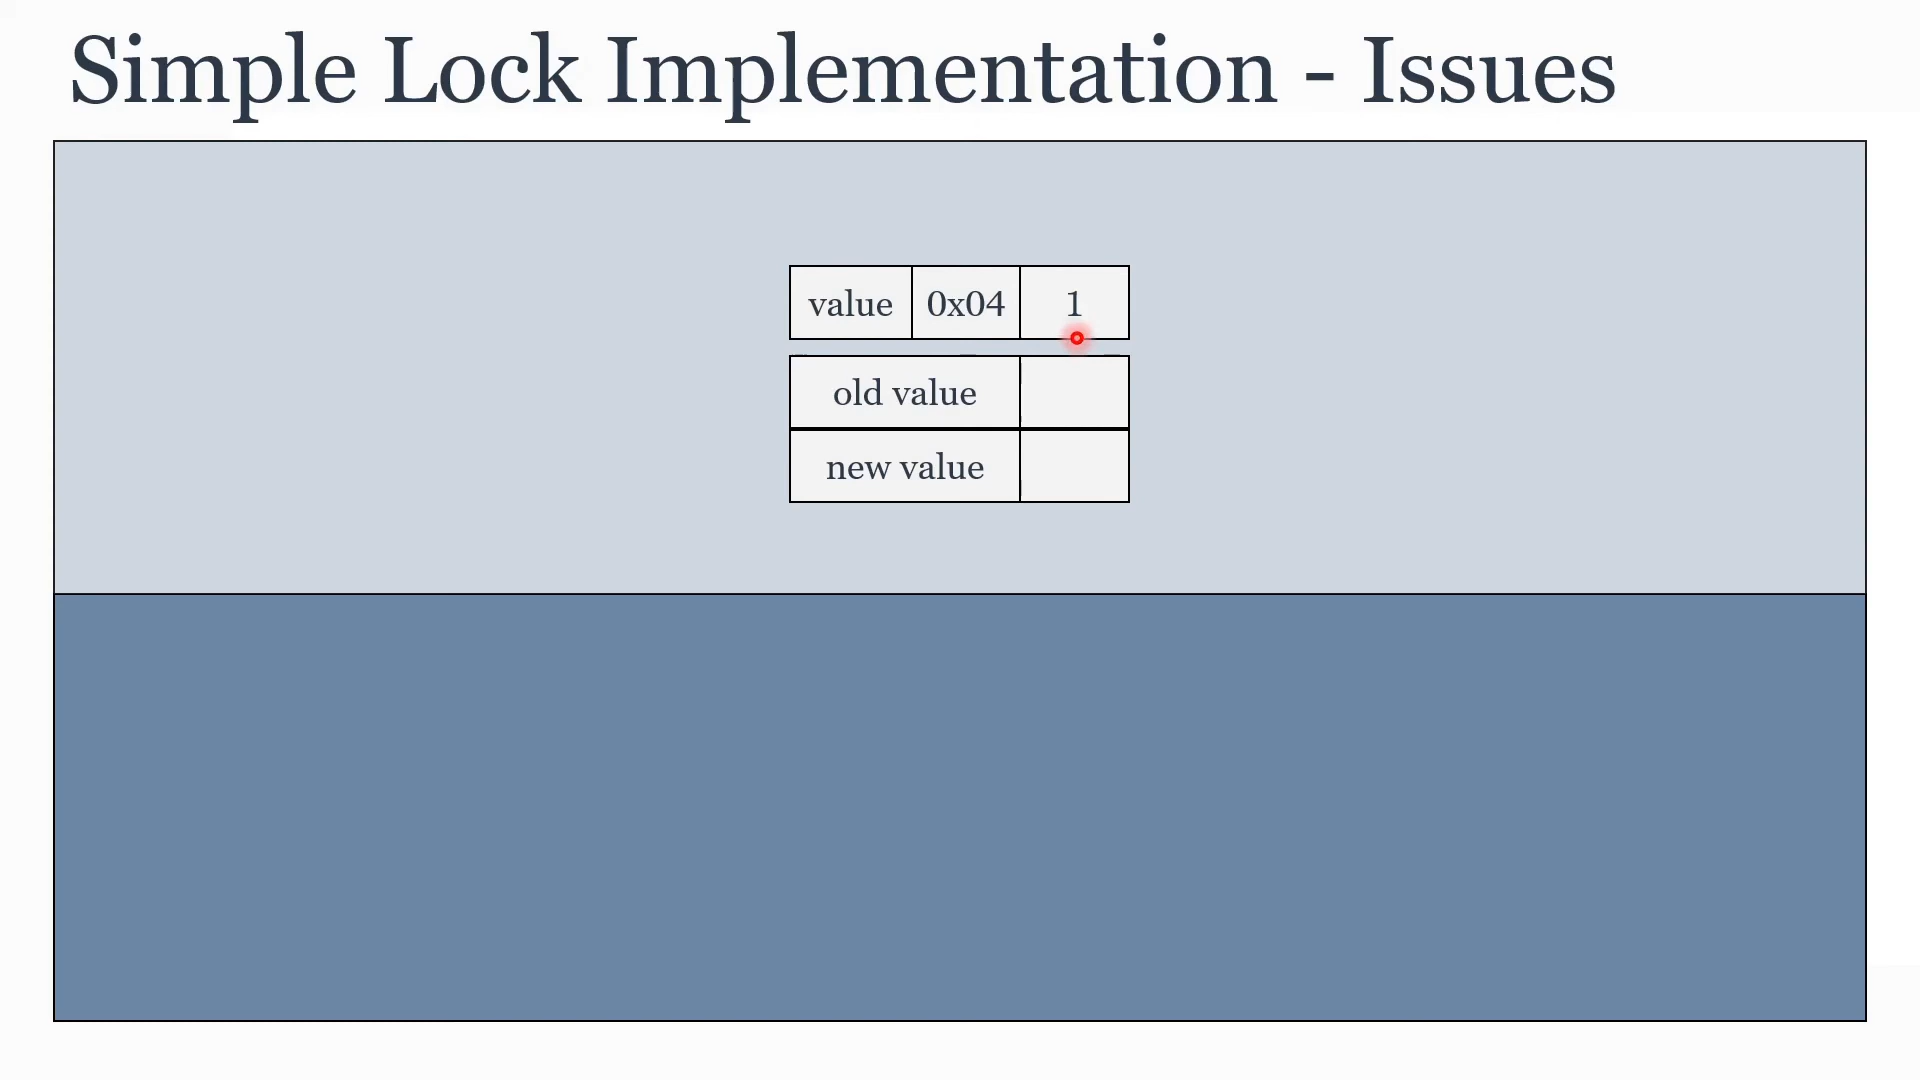 Simple Lock Implementation - Issues
value 0x04 1
old value
new value